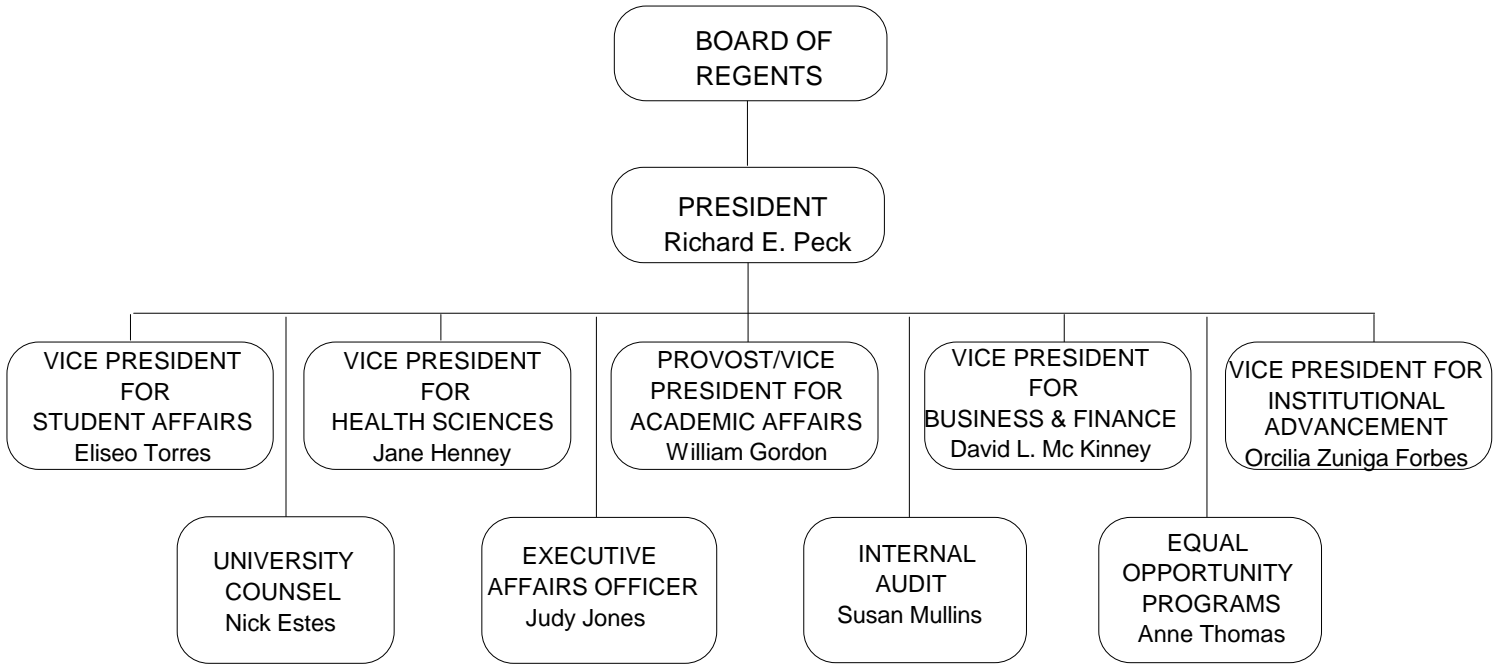 BOARD OF
REGENTS
PRESIDENT
Richard E. Peck
VICE PRESIDENT
FOR
STUDENT AFFAIRS
Eliseo Torres
VICE PRESIDENT
FOR
HEALTH SCIENCES
Jane Henney
PROVOST/VICE
PRESIDENT FOR
ACADEMIC AFFAIRS
William Gordon
VICE PRESIDENT
FOR
BUSINESS & FINANCE
David L. Mc Kinney
VICE PRESIDENT FOR
INSTITUTIONAL
ADVANCEMENT
Orcilia Zuniga Forbes
UNIVERSITY
COUNSEL
Nick Estes
EXECUTIVE
AFFAIRS OFFICER
Judy Jones
INTERNAL
AUDIT
Susan Mullins
EQUAL
OPPORTUNITY
PROGRAMS
Anne Thomas